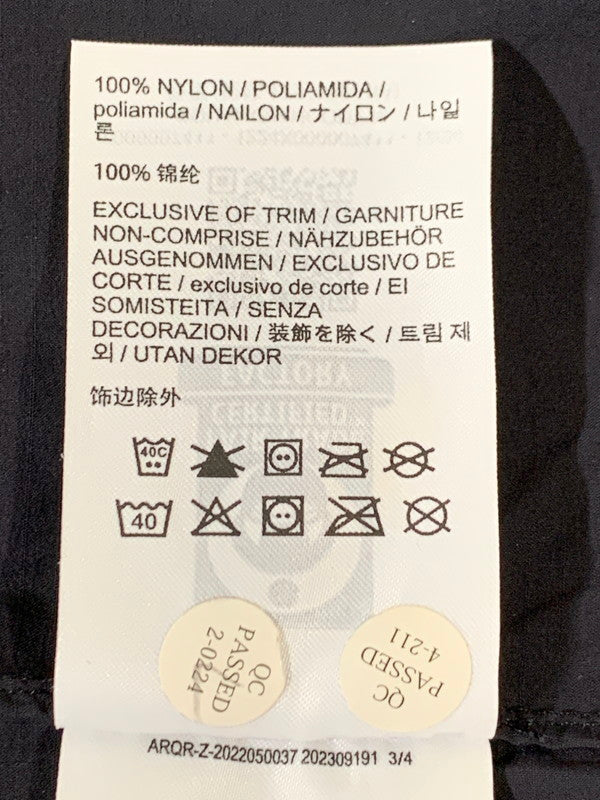 100% NYLON / POLIAMIDA /
poliamida / NAILON / ナイロン / 나일
론
100% 锦纶
EXCLUSIVE OF TRIM / GARNITURE
NON-COMPRISE / NÄHZUBEHÖR
AUSGENOMMEN / EXCLUSIVO DE
CORTE / exclusivo de corte / EI
SOMISTEITA / SENZA
DECORAZIONI / 装飾を除く / 트림 제
외 / UTAN DEKOR
饰边除外
40C
40
QC
PASSED
2-0224
QC
PASSED
4-211
ARQR-Z-2022050037 202309191 3/4